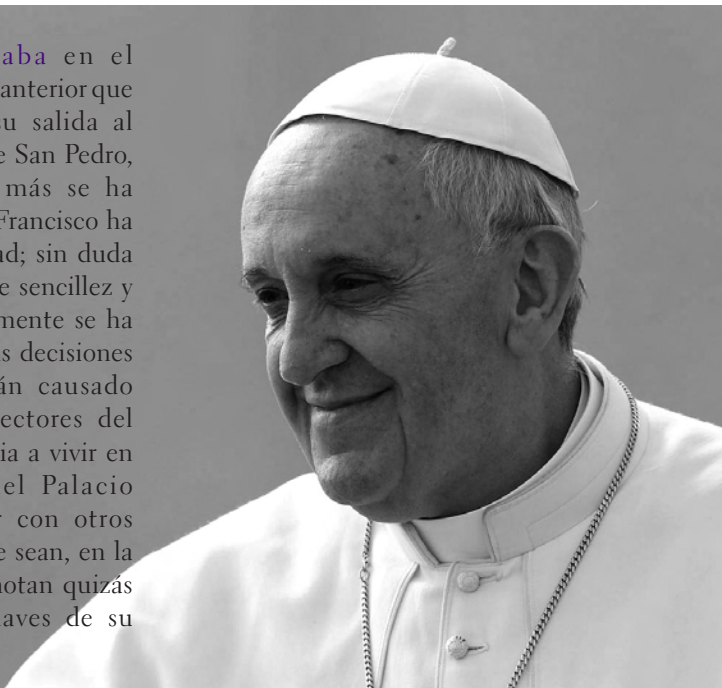 aba en el
anterior que
su salida al
e San Pedro,
más se ha
Francisco ha
ad; sin duda
e sencillez y
mente se ha
s decisiones
án causado
ectores del
ia a vivir en
el Palacio
r con otros
e sean, en la
notan quizás
aves de su